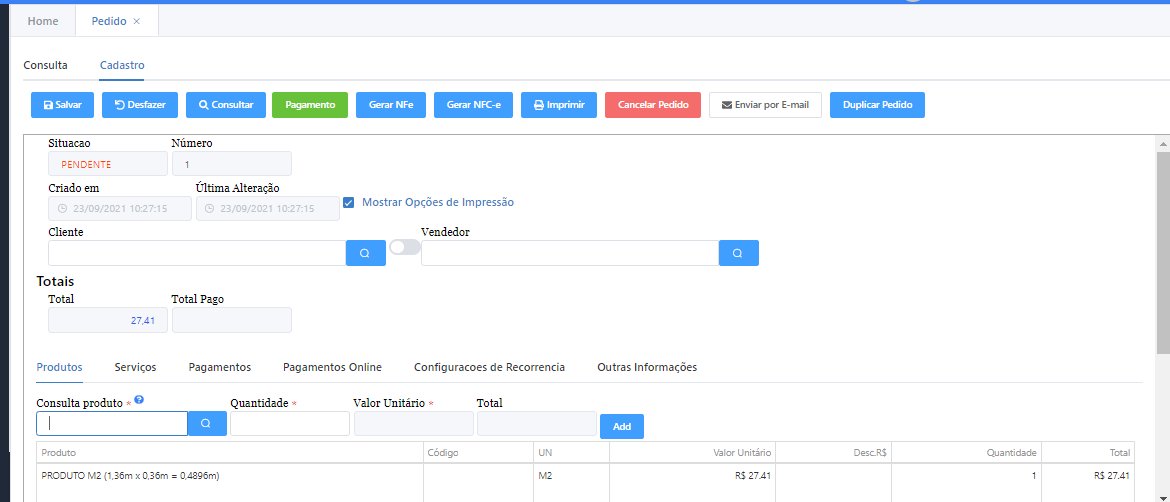 Home Pedido ×
Consulta Cadastro
Salvar Desfazer Consultar Pagamento Gerar NFe Gerar NFC-e Imprimir Cancelar Pedido Enviar por E-mail Duplicar Pedido
Situacao Número
PENDENTE 1
Criado em Última Alteração
23/09/2021 10:27:15 23/09/2021 10:27:15 Mostrar Opções de Impressão
Cliente Vendedor
Totais
Total Total Pago
27,41
Produtos Serviços Pagamentos Pagamentos Online Configuracoes de Recorrencia Outras Informações
Consulta produto * ? Quantidade * Valor Unitário * Total
Add
Produto Código UN Valor Unitário Desc.R$ Quantidade Total
PRODUTO M2 (1,36m x 0,36m = 0,4896m) M2 R$ 27.41 1 R$ 27.41